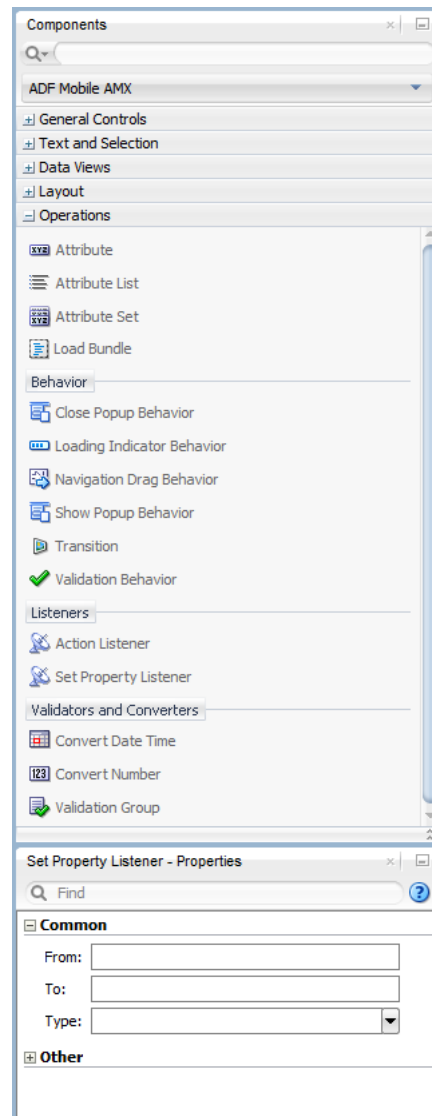 Components
ADF Mobile AMX
General Controls
Text and Selection
Data Views
Layout
Operations
XYZ Attribute
Attribute List
XYZ Attribute Set
Load Bundle
Behavior
Close Popup Behavior
Loading Indicator Behavior
Navigation Drag Behavior
Show Popup Behavior
Transition
Validation Behavior
Listeners
Action Listener
Set Property Listener
Validators and Converters
Convert Date Time
123 Convert Number
Validation Group
Set Property Listener - Properties
Find
Common
From:
To:
Type:
Other